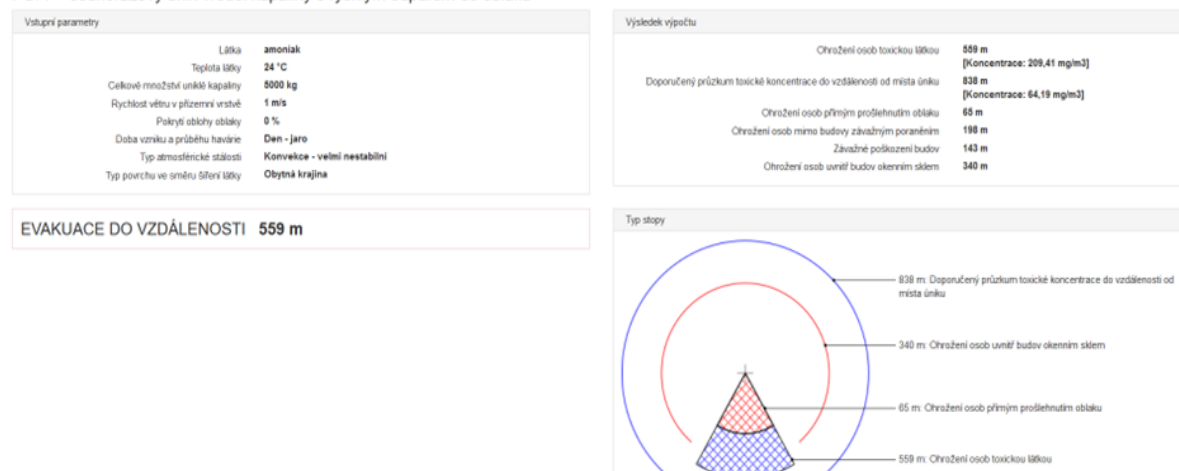 Vstupní parametry
Látka amoniak
Teplota látky 24 °C
Celkové množství uniklé kapaliny 5000 kg
Rychlost větru v přízemní vrstvě 1 m/s
Pokrytí oblohy oblaky 0 %
Doba vzniku a průběhu havárie Den - jaro
Typ atmosférické stálosti Konvekce - velmi nestabilní
Typ povrchu ve směru šíření látky Obytná krajina
EVAKUACE DO VZDÁLENOSTI 559 m
Výsledek výpočtu
Ohrožení osob toxickou látkou 559 m
[Koncentrace: 209,41 mg/m3]
Doporučený průzkum toxické koncentrace do vzdálenosti od místa úniku 838 m
[Koncentrace: 64,19 mg/m3]
Ohrožení osob přímým prošlehnutím oblaku 65 m
Ohrožení osob mimo budovy závažným poraněním 198 m
Závažné poškození budov 143 m
Ohrožení osob uvnitř budov okenním sklem 340 m
Typ stopy
838 m: Doporučený průzkum toxické koncentrace do vzdálenosti od
místa úniku
340 m: Ohrožení osob uvnitř budov okenním sklem
65 m: Ohrožení osob přímým prošlehnutím oblaku
559 m: Ohrožení osob toxickou látkou